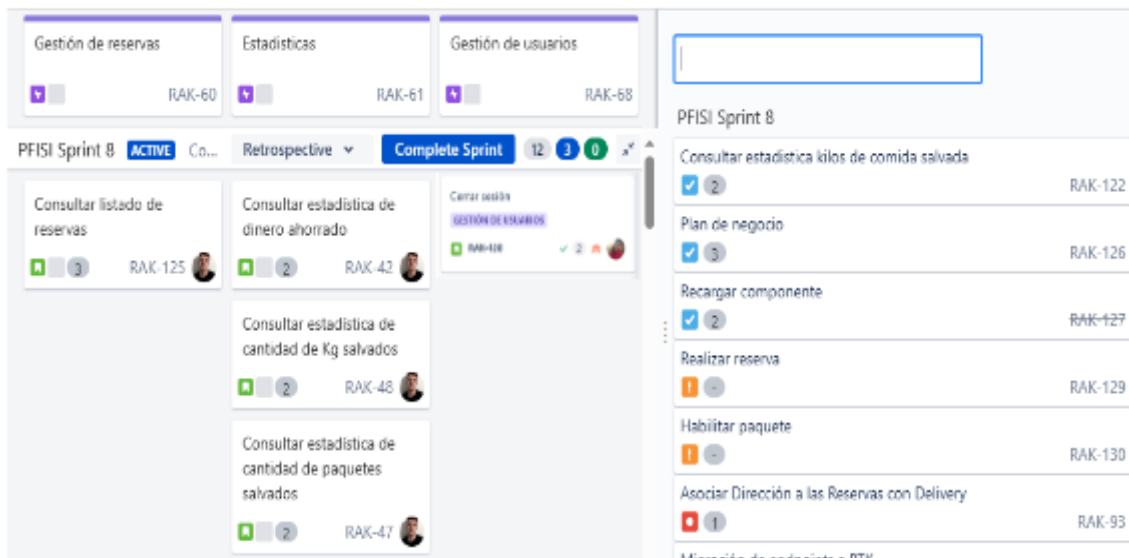 Gestión de reservas
RAK-60
Estadisticas
RAK-61
Gestión de usuarios
RAK-68
PFISI Sprint 8 ACTIVE Co... Retrospective Complete Sprint 12 3 0
Consultar listado de
reservas
3 RAK-125
Consultar estadística de
dinero ahorrado
2 RAK-42
Consultar estadística de
cantidad de Kg salvados
2 RAK-48
Consultar estadística de
cantidad de paquetes
salvados
2 RAK-47
Cerrar sesión
GESTIÓN DE USUARIOS
2
PFISI Sprint 8
Consultar estadistica kilos de comida salvada
2 RAK-122
Plan de negocio
3 RAK-126
Recargar componente
2 RAK-127
Realizar reserva
- RAK-129
Habilitar paquete
- RAK-130
Asociar Dirección a las Reservas con Delivery
1 RAK-93